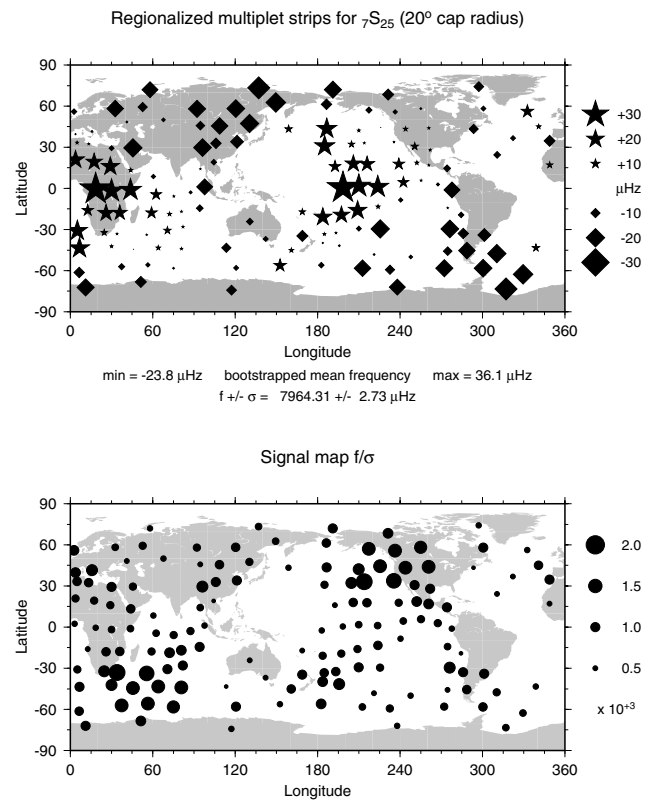 Regionalized multiplet strips for ₇S₂₅ (20° cap radius)
90
60
30
0
-30
-60
-90
Latitude
0 60 120 180 240 300 360
Longitude
+30
+20
+10
μHz
-10
-20
-30
min = -23.8 μHz bootstrapped mean frequency max = 36.1 μHz
f +/- σ = 7964.31 +/- 2.73 μHz
Signal map f/σ
90
60
30
0
-30
-60
-90
Latitude
0 60 120 180 240 300 360
Longitude
2.0
1.5
1.0
0.5
x 10⁺³